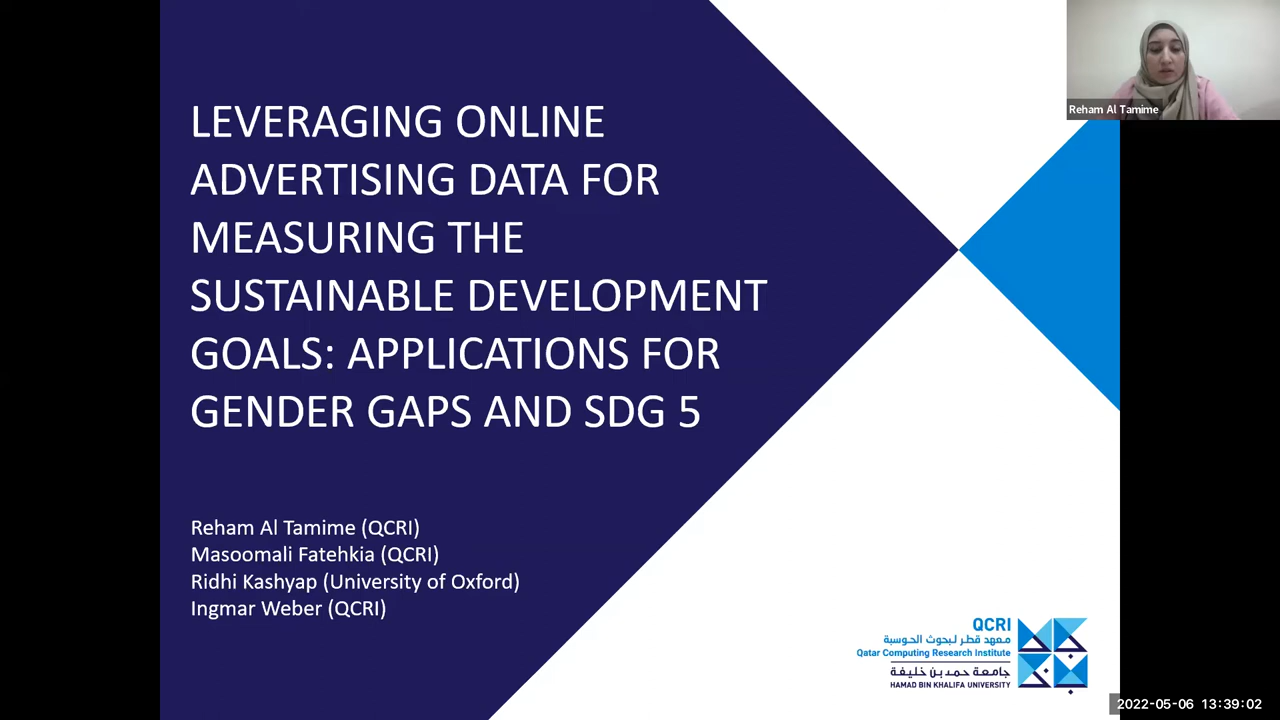 LEVERAGING ONLINE
ADVERTISING DATA FOR
MEASURING THE
SUSTAINABLE DEVELOPMENT
GOALS: APPLICATIONS FOR
GENDER GAPS AND SDG 5
Reham Al Tamime (QCRI)
Masoomali Fatehkia (QCRI)
Ridhi Kashyap (University of Oxford)
Ingmar Weber (QCRI)
Reham Al Tamime
QCRI
معهد قطر لبحوث الحوسبة
Qatar Computing Research Institute
جامعة حمد بن خليفة
HAMAD BIN KHALIFA UNIVERSITY
2022-05-06 13:39:02